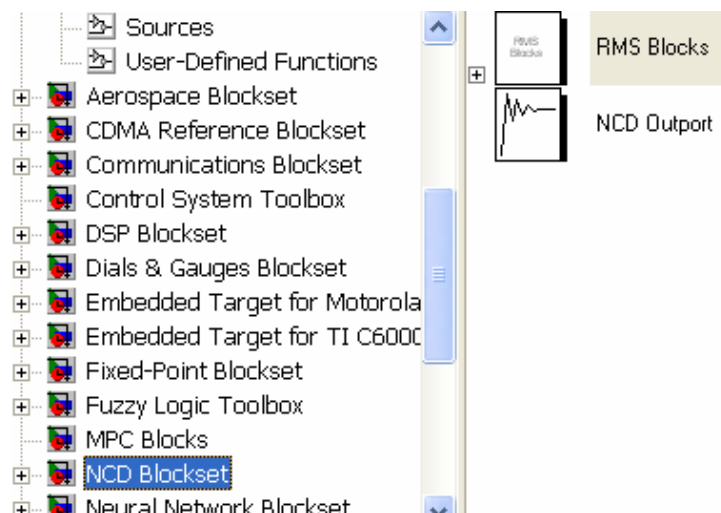 Sources
User-Defined Functions
Aerospace Blockset
CDMA Reference Blockset
Communications Blockset
Control System Toolbox
DSP Blockset
Dials & Gauges Blockset
Embedded Target for Motorola
Embedded Target for TI C6000
Fixed-Point Blockset
Fuzzy Logic Toolbox
MPC Blocks
NCD Blockset
Neural Network Blockset
RMS
Blocks
RMS Blocks
NCD Outport